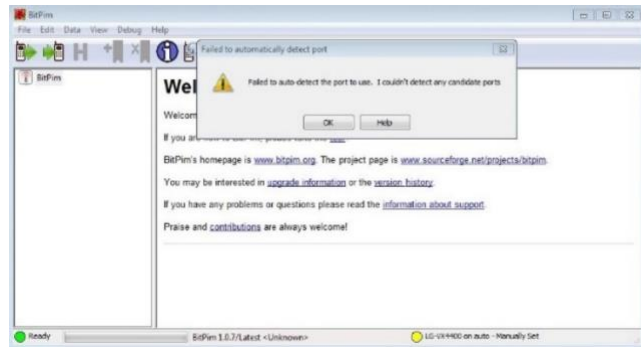 BitPim
File Edit Data View Debug Help
Failed to automatically detect port
BitPim
Failed to auto-detect the port to use. I couldn't detect any candidate ports
OK Help
Wel
Welcom
If you are
BitPim's homepage is www.bitpim.org. The project page is www.sourceforge.net/projects/bitpim.
You may be interested in upgrade information or the version history.
If you have any problems or questions please read the information about support.
Praise and contributions are always welcome!
Ready BitPim 1.0.7/Latest <Unknown> LG-VX4400 on auto - Manually Set